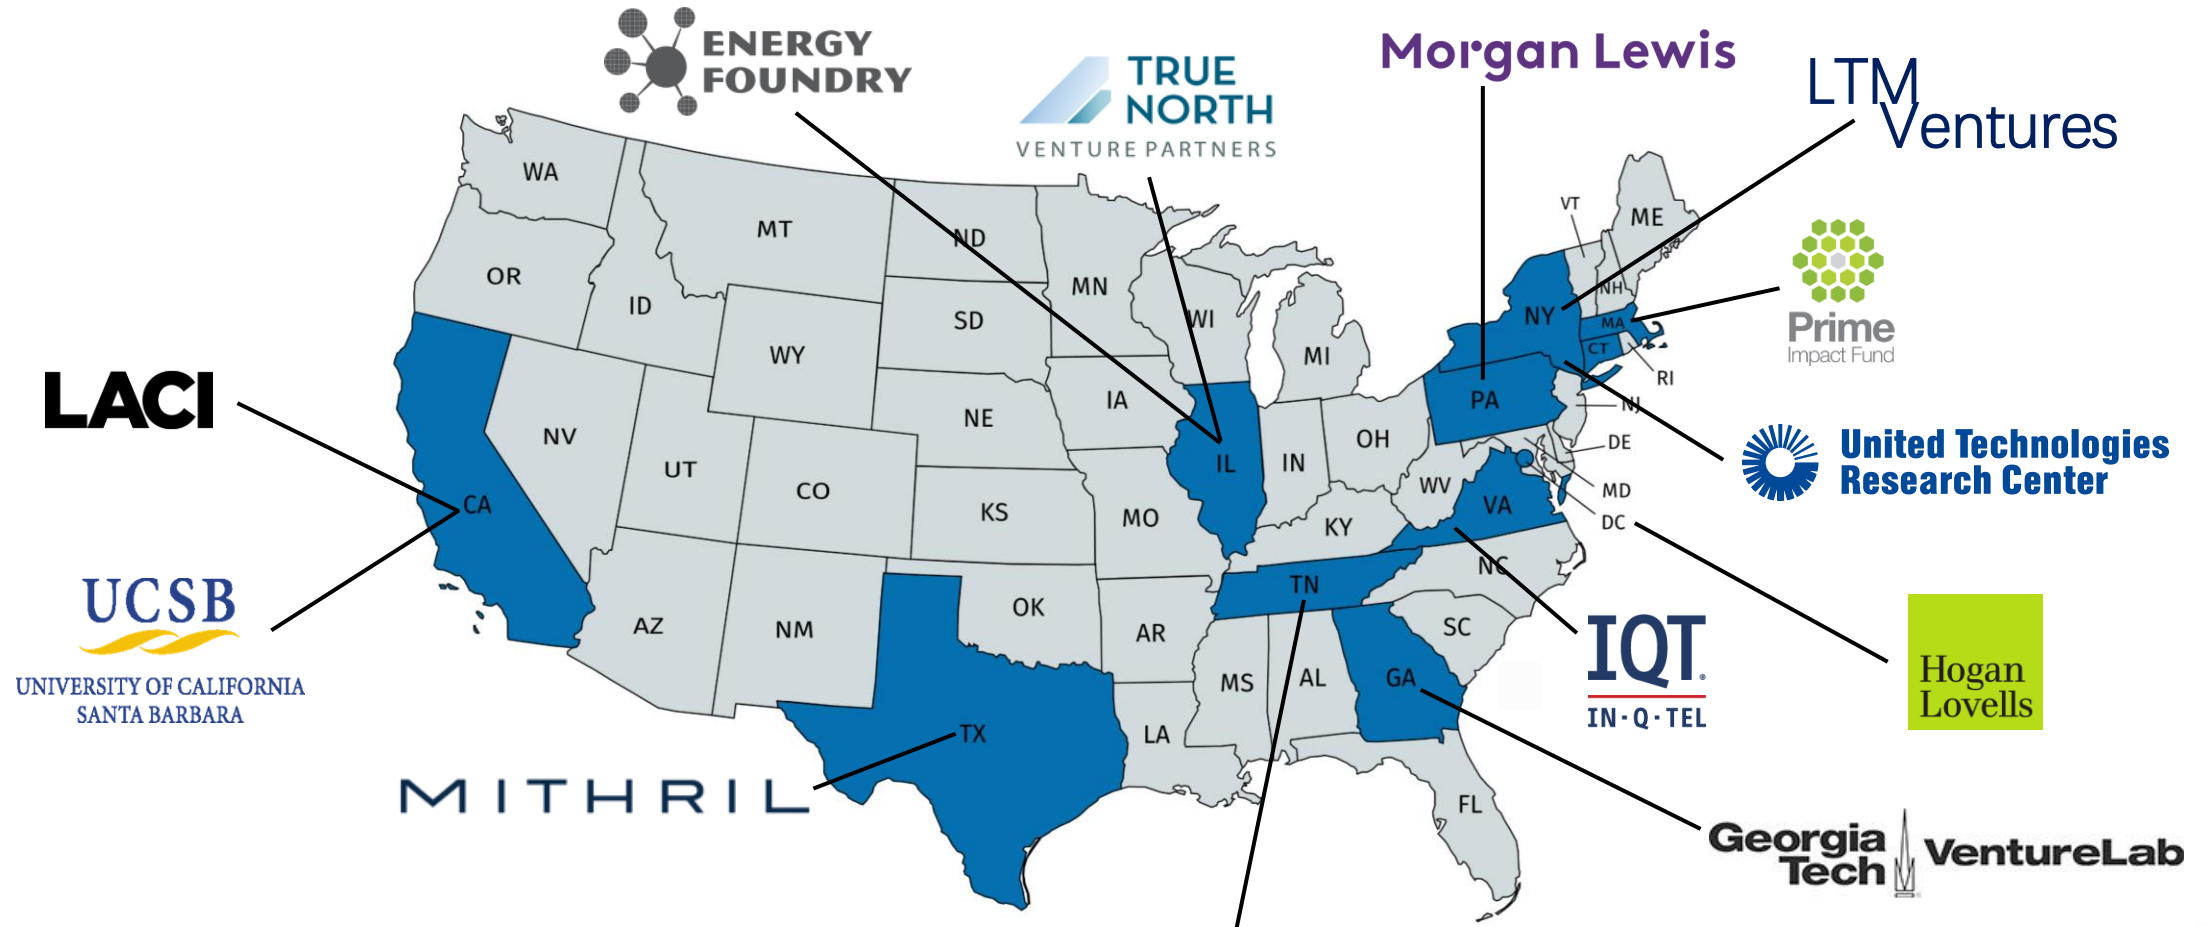 ENERGY
FOUNDRY
TRUE
NORTH
VENTURE PARTNERS
Morgan Lewis
LTM
Ventures
Prime
Impact Fund
United Technologies
Research Center
Hogan
Lovells
IQT
IN·Q·TEL
Georgia
Tech
VentureLab
MITHRIL
UCSB
UNIVERSITY OF CALIFORNIA
SANTA BARBARA
LACI
WA
MT
ND
MN
VT
ME
OR
ID
SD
WI
NH
NY
MA
WY
MI
CT
RI
NE
IA
PA
NJ
NV
UT
CO
OH
IN
IL
DE
CA
KS
MO
KY
WV
VA
MD
DC
NC
TN
AZ
NM
OK
AR
SC
MS
AL
GA
TX
LA
FL